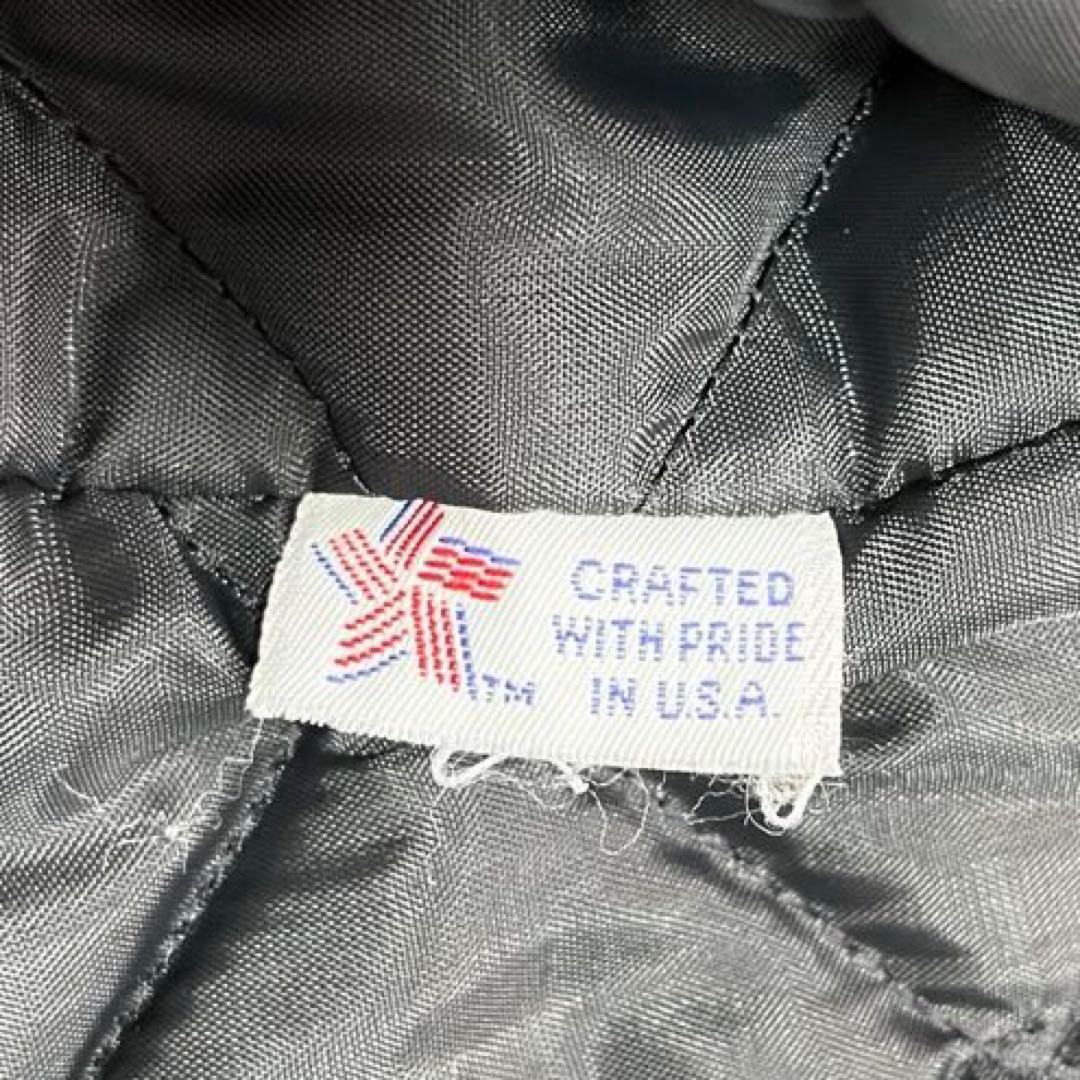 CRAFTED
WITH PRIDE
IN U.S.A.
TM